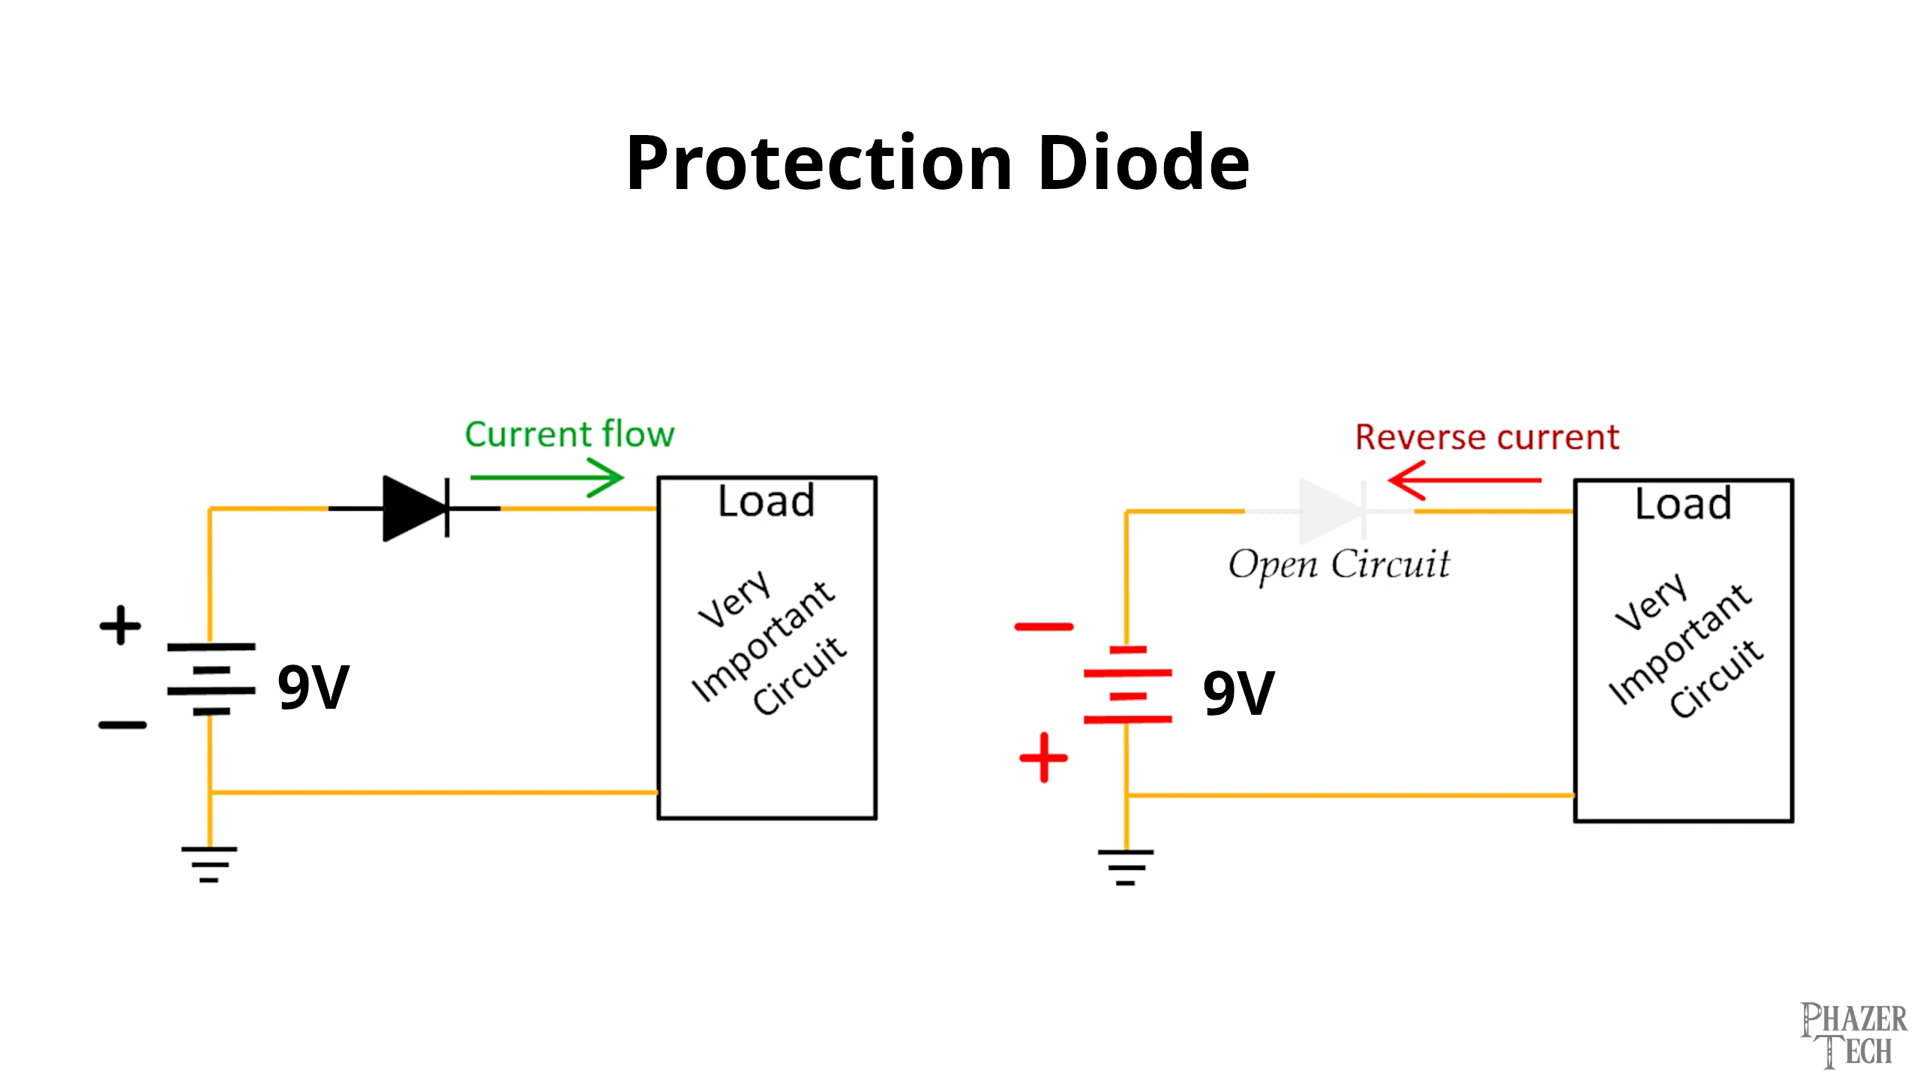 Protection Diode
Current flow
Load
Very
Important
Circuit
+
−
9V
Reverse current
Load
Open Circuit
Very
Important
Circuit
−
+
9V
PHAZER
TECH